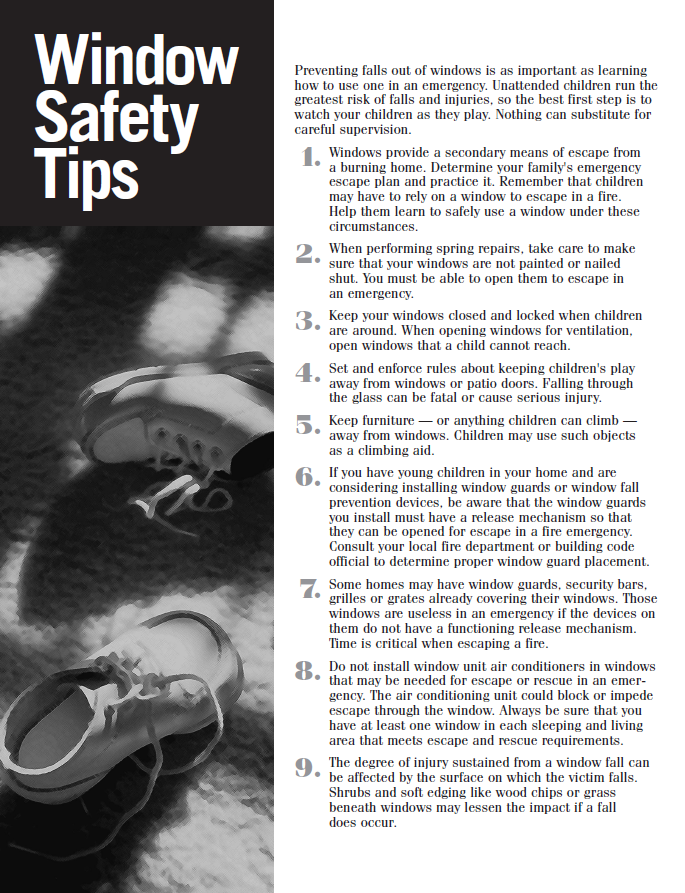 Window
Safety
Tips
Preventing falls out of windows is as important as learning
how to use one in an emergency. Unattended children run the
greatest risk of falls and injuries, so the best first step is to
watch your children as they play. Nothing can substitute for
careful supervision.
1. Windows provide a secondary means of escape from
a burning home. Determine your family's emergency
escape plan and practice it. Remember that children
may have to rely on a window to escape in a fire.
Help them learn to safely use a window under these
circumstances.
2. When performing spring repairs, take care to make
sure that your windows are not painted or nailed
shut. You must be able to open them to escape in
an emergency.
3. Keep your windows closed and locked when children
are around. When opening windows for ventilation,
open windows that a child cannot reach.
4. Set and enforce rules about keeping children's play
away from windows or patio doors. Falling through
the glass can be fatal or cause serious injury.
5. Keep furniture — or anything children can climb —
away from windows. Children may use such objects
as a climbing aid.
6. If you have young children in your home and are
considering installing window guards or window fall
prevention devices, be aware that the window guards
you install must have a release mechanism so that
they can be opened for escape in a fire emergency.
Consult your local fire department or building code
official to determine proper window guard placement.
7. Some homes may have window guards, security bars,
grilles or grates already covering their windows. Those
windows are useless in an emergency if the devices on
them do not have a functioning release mechanism.
Time is critical when escaping a fire.
8. Do not install window unit air conditioners in windows
that may be needed for escape or rescue in an emer-
gency. The air conditioning unit could block or impede
escape through the window. Always be sure that you
have at least one window in each sleeping and living
area that meets escape and rescue requirements.
9. The degree of injury sustained from a window fall can
be affected by the surface on which the victim falls.
Shrubs and soft edging like wood chips or grass
beneath windows may lessen the impact if a fall
does occur.